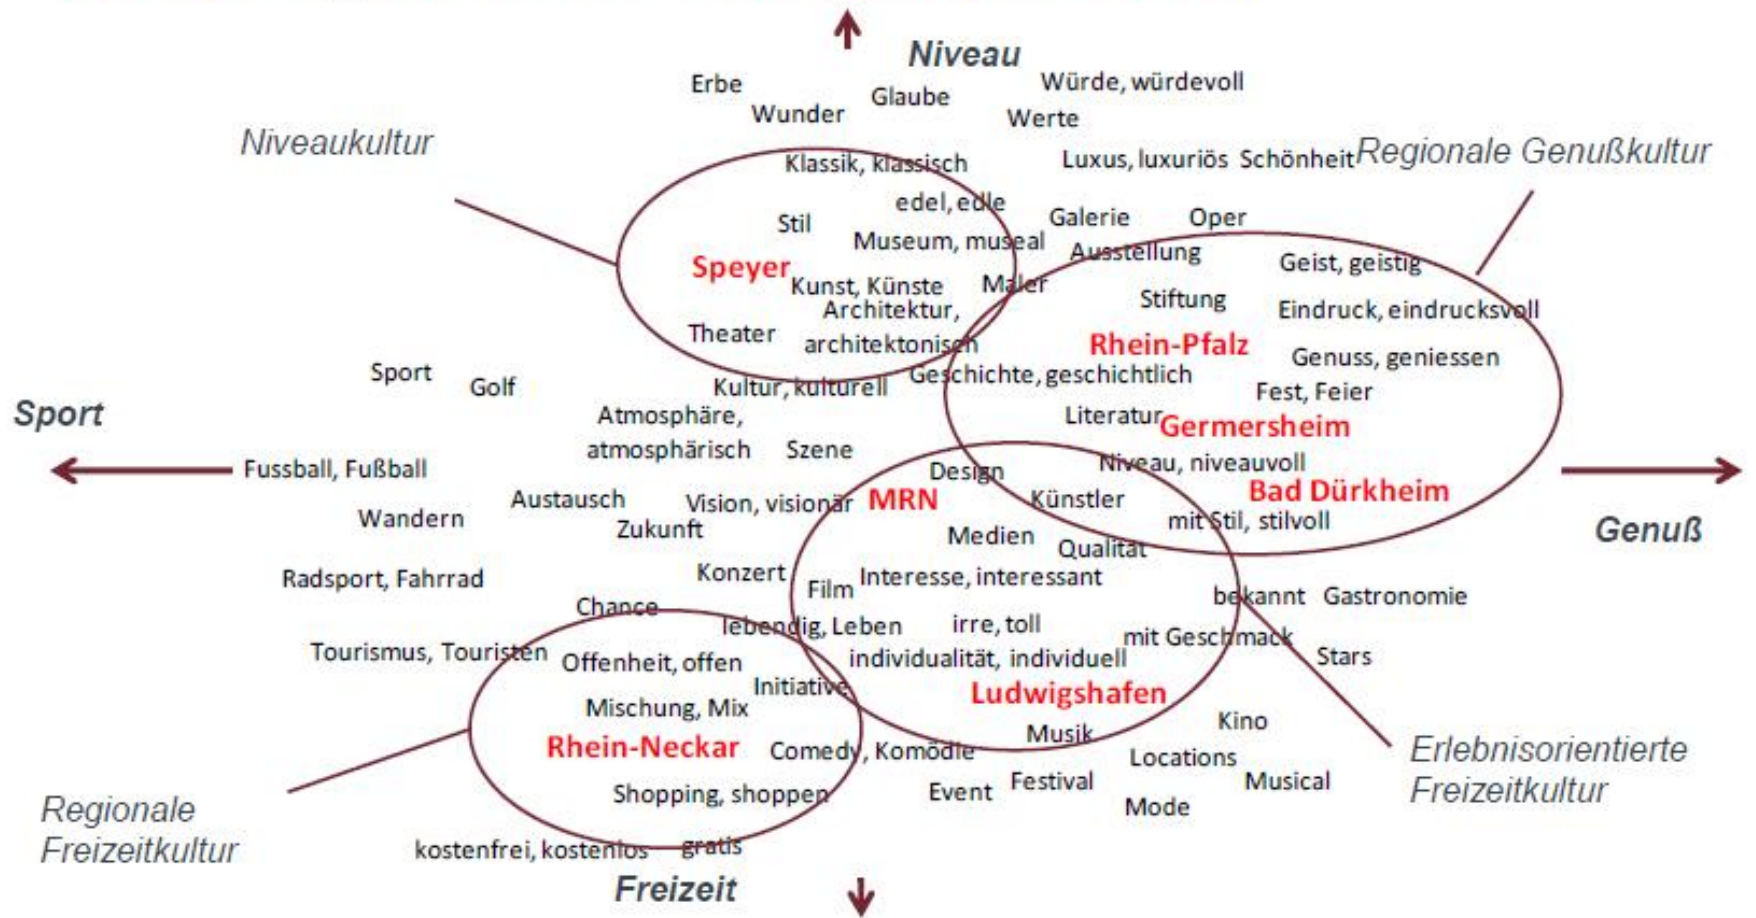 Niveau
Erbe
Würde, würdevoll
Glaube
Wunder
Werte
Niveaukultur
Regionale Genußkultur
Klassik, klassisch
Luxus, luxuriös
Schönheit
edel, edle
Stil
Galerie
Oper
Museum, museal
Ausstellung
Geist, geistig
Speyer
Kunst, Künste
Maler
Stiftung
Architektur,
architektonisch
Eindruck, eindrucksvoll
Theater
Rhein-Pfalz
Genuss, geniessen
Sport
Golf
Kultur, kulturell
Geschichte, geschichtlich
Fest, Feier
Sport
Atmosphäre,
atmosphärisch
Literatur
Germersheim
Szene
Fussball, Fußball
Design
Niveau, niveauvoll
Austausch
Vision, visionär
MRN
Künstler
Bad Dürkheim
Wandern
Zukunft
mit Stil, stilvoll
Genuß
Medien
Qualität
Radsport, Fahrrad
Konzert
Film
Interesse, interessant
Chance
bekannt
Gastronomie
lebendig, Leben
irre, toll
mit Geschmack
Tourismus, Touristen
Offenheit, offen
individualität, individuell
Stars
Initiative
Ludwigshafen
Mischung, Mix
Kino
Musik
Rhein-Neckar
Comedy, Komödie
Locations
Erlebnisorientierte
Freizeitkultur
Shopping, shoppen
Event
Festival
Musical
Mode
Regionale
Freizeitkultur
kostenfrei, kostenlos
gratis
Freizeit